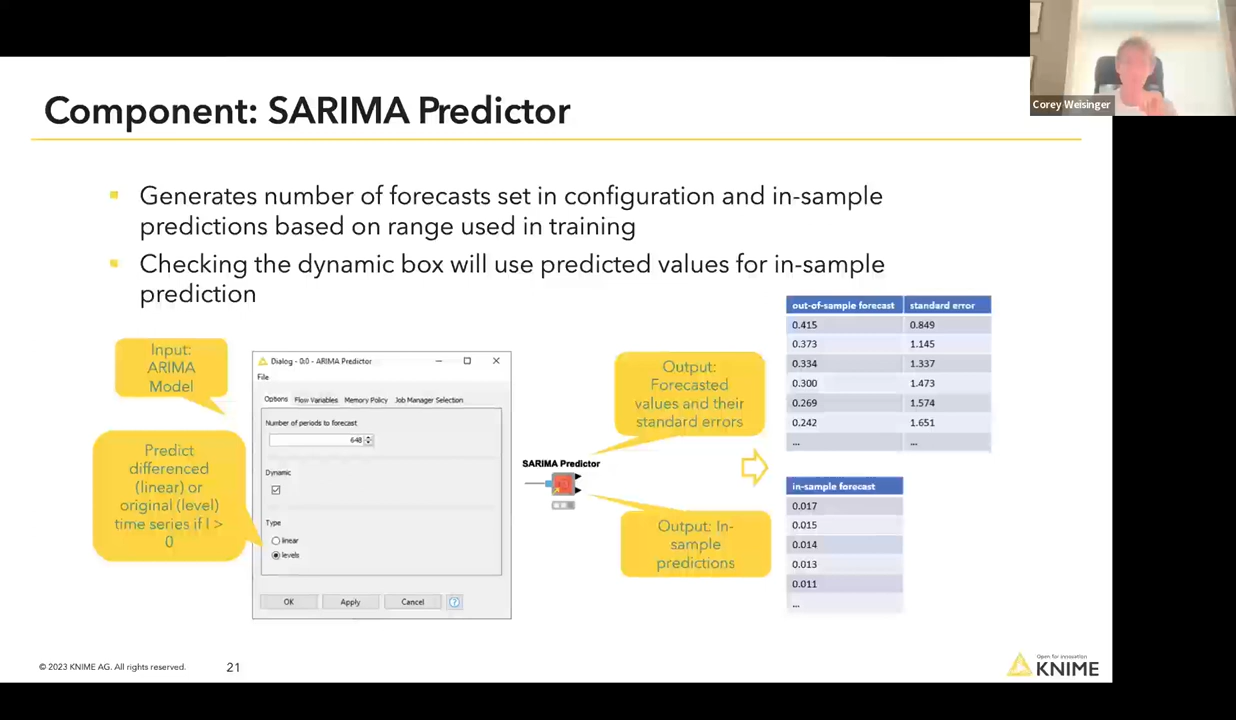 Corey Weisinger
Component: SARIMA Predictor
Generates number of forecasts set in configuration and in-sample
predictions based on range used in training
Checking the dynamic box will use predicted values for in-sample
prediction
Input:
ARIMA
Model
Predict
differenced
(linear) or
original (level)
time series if I >
0
Dialog - 0:0 - ARIMA Predictor
File
Options Flow Variables Memory Policy Job Manager Selection
Number of periods to forecast
648
Dynamic
Type
linear
levels
OK Apply Cancel ?
Output:
Forecasted
values and their
standard errors
SARIMA Predictor
Output: In-
sample
predictions
out-of-sample forecast standard error
0.415 0.849
0.373 1.145
0.334 1.337
0.300 1.473
0.269 1.574
0.242 1.651
... ...
in-sample forecast
0.017
0.015
0.014
0.013
0.011
...
© 2023 KNIME AG. All rights reserved. 21
Open for Innovation
KNIME